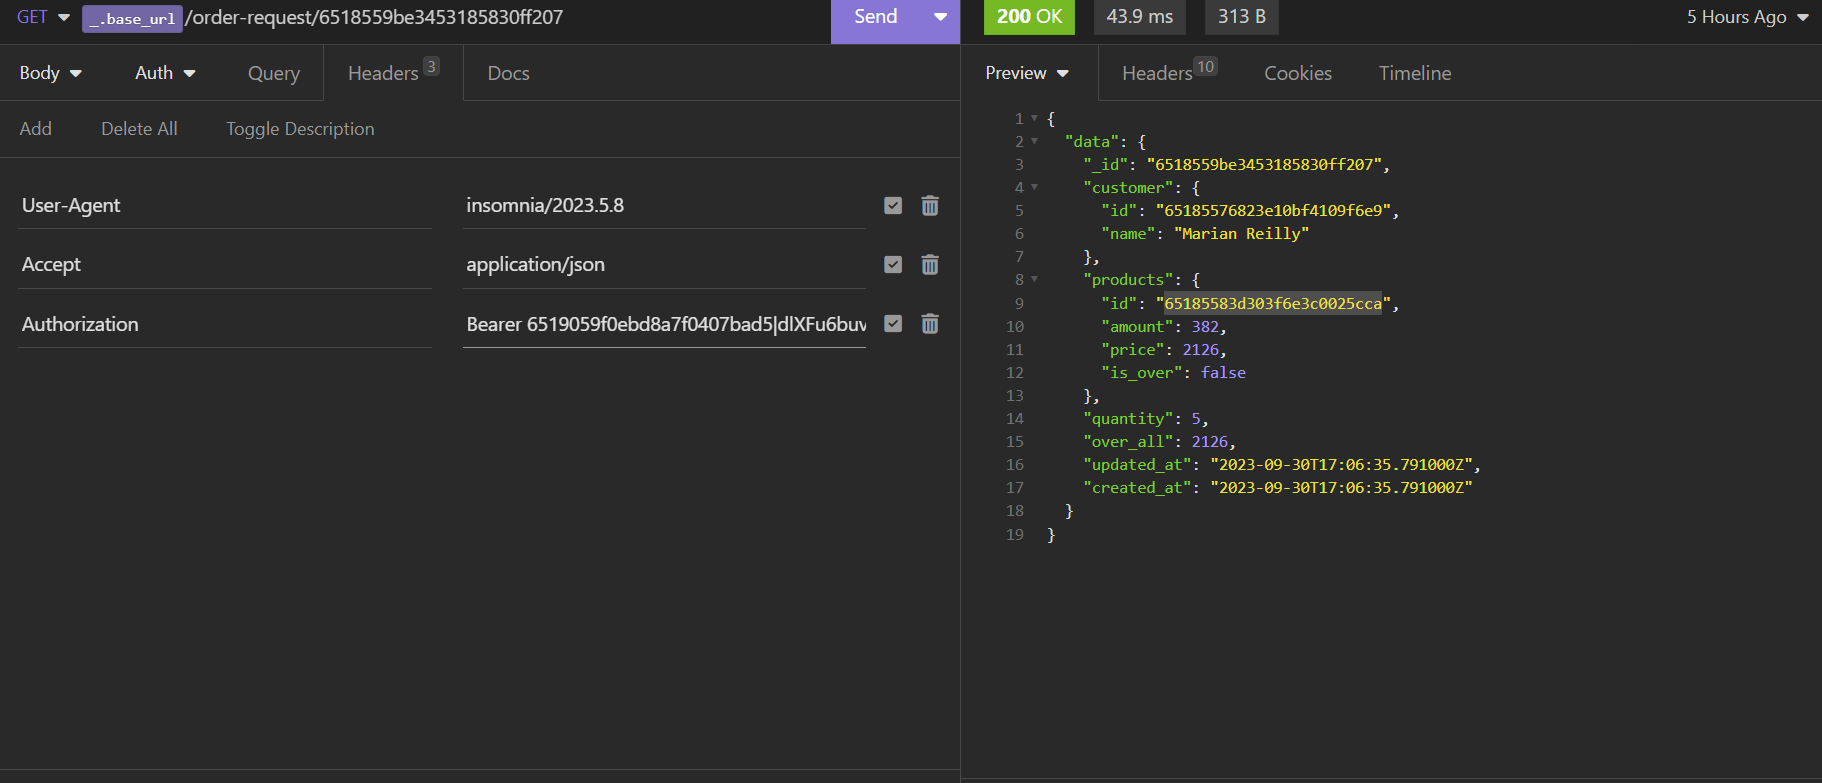 GET _.base_url /order-request/6518559be3453185830ff207 Send
200 OK 43.9 ms 313 B 5 Hours Ago
Body Auth Query Headers 3 Docs
Add Delete All Toggle Description
User-Agent insomnia/2023.5.8
Accept application/json
Authorization Bearer 6519059f0ebd8a7f0407bad5|dlXFu6buv
Preview Headers 10 Cookies Timeline
1 {
2 "data": {
3 "_id": "6518559be3453185830ff207",
4 "customer": {
5 "id": "65185576823e10bf4109f6e9",
6 "name": "Marian Reilly"
7 },
8 "products": {
9 "id": "65185583d303f6e3c0025cca",
10 "amount": 382,
11 "price": 2126,
12 "is_over": false
13 },
14 "quantity": 5,
15 "over_all": 2126,
16 "updated_at": "2023-09-30T17:06:35.791000Z",
17 "created_at": "2023-09-30T17:06:35.791000Z"
18 }
19 }